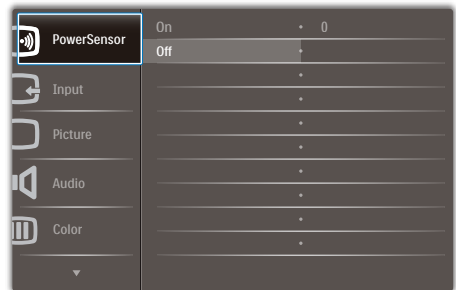 PowerSensor
On • 0
Off •
•
Input
•
•
Picture
•
•
Audio
•
•
Color
•
▼